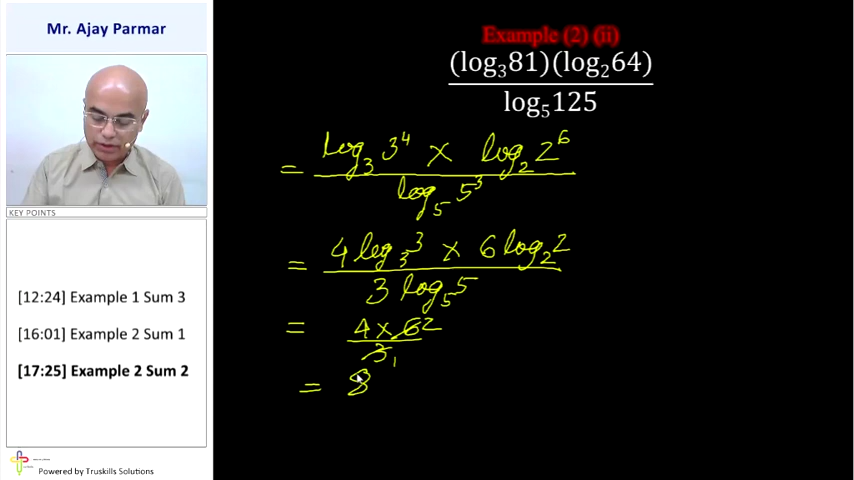 Mr. Ajay Parmar
KEY POINTS
[12:24] Example 1 Sum 3
[16:01] Example 2 Sum 1
[17:25] Example 2 Sum 2
Powered by Truskills Solutions
Example (2) (ii)
(log₃81)(log₂64)
log₅125
= log₃ 3⁴ × log₂ 2⁶
log₅ 5³
= 4 log₃ 3 × 6 log₂ 2
3 log₅ 5
= 4 × 6 2
3 1
= 8